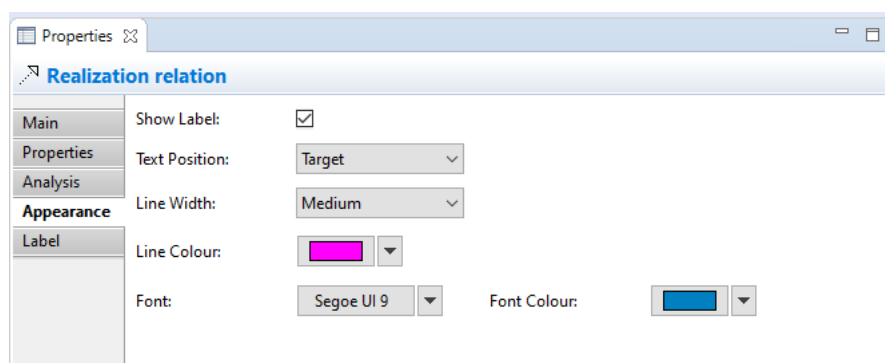 Properties
Realization relation
Main
Properties
Analysis
Appearance
Label
Show Label:
Text Position: Target
Line Width: Medium
Line Colour:
Font: Segoe UI 9 Font Colour: